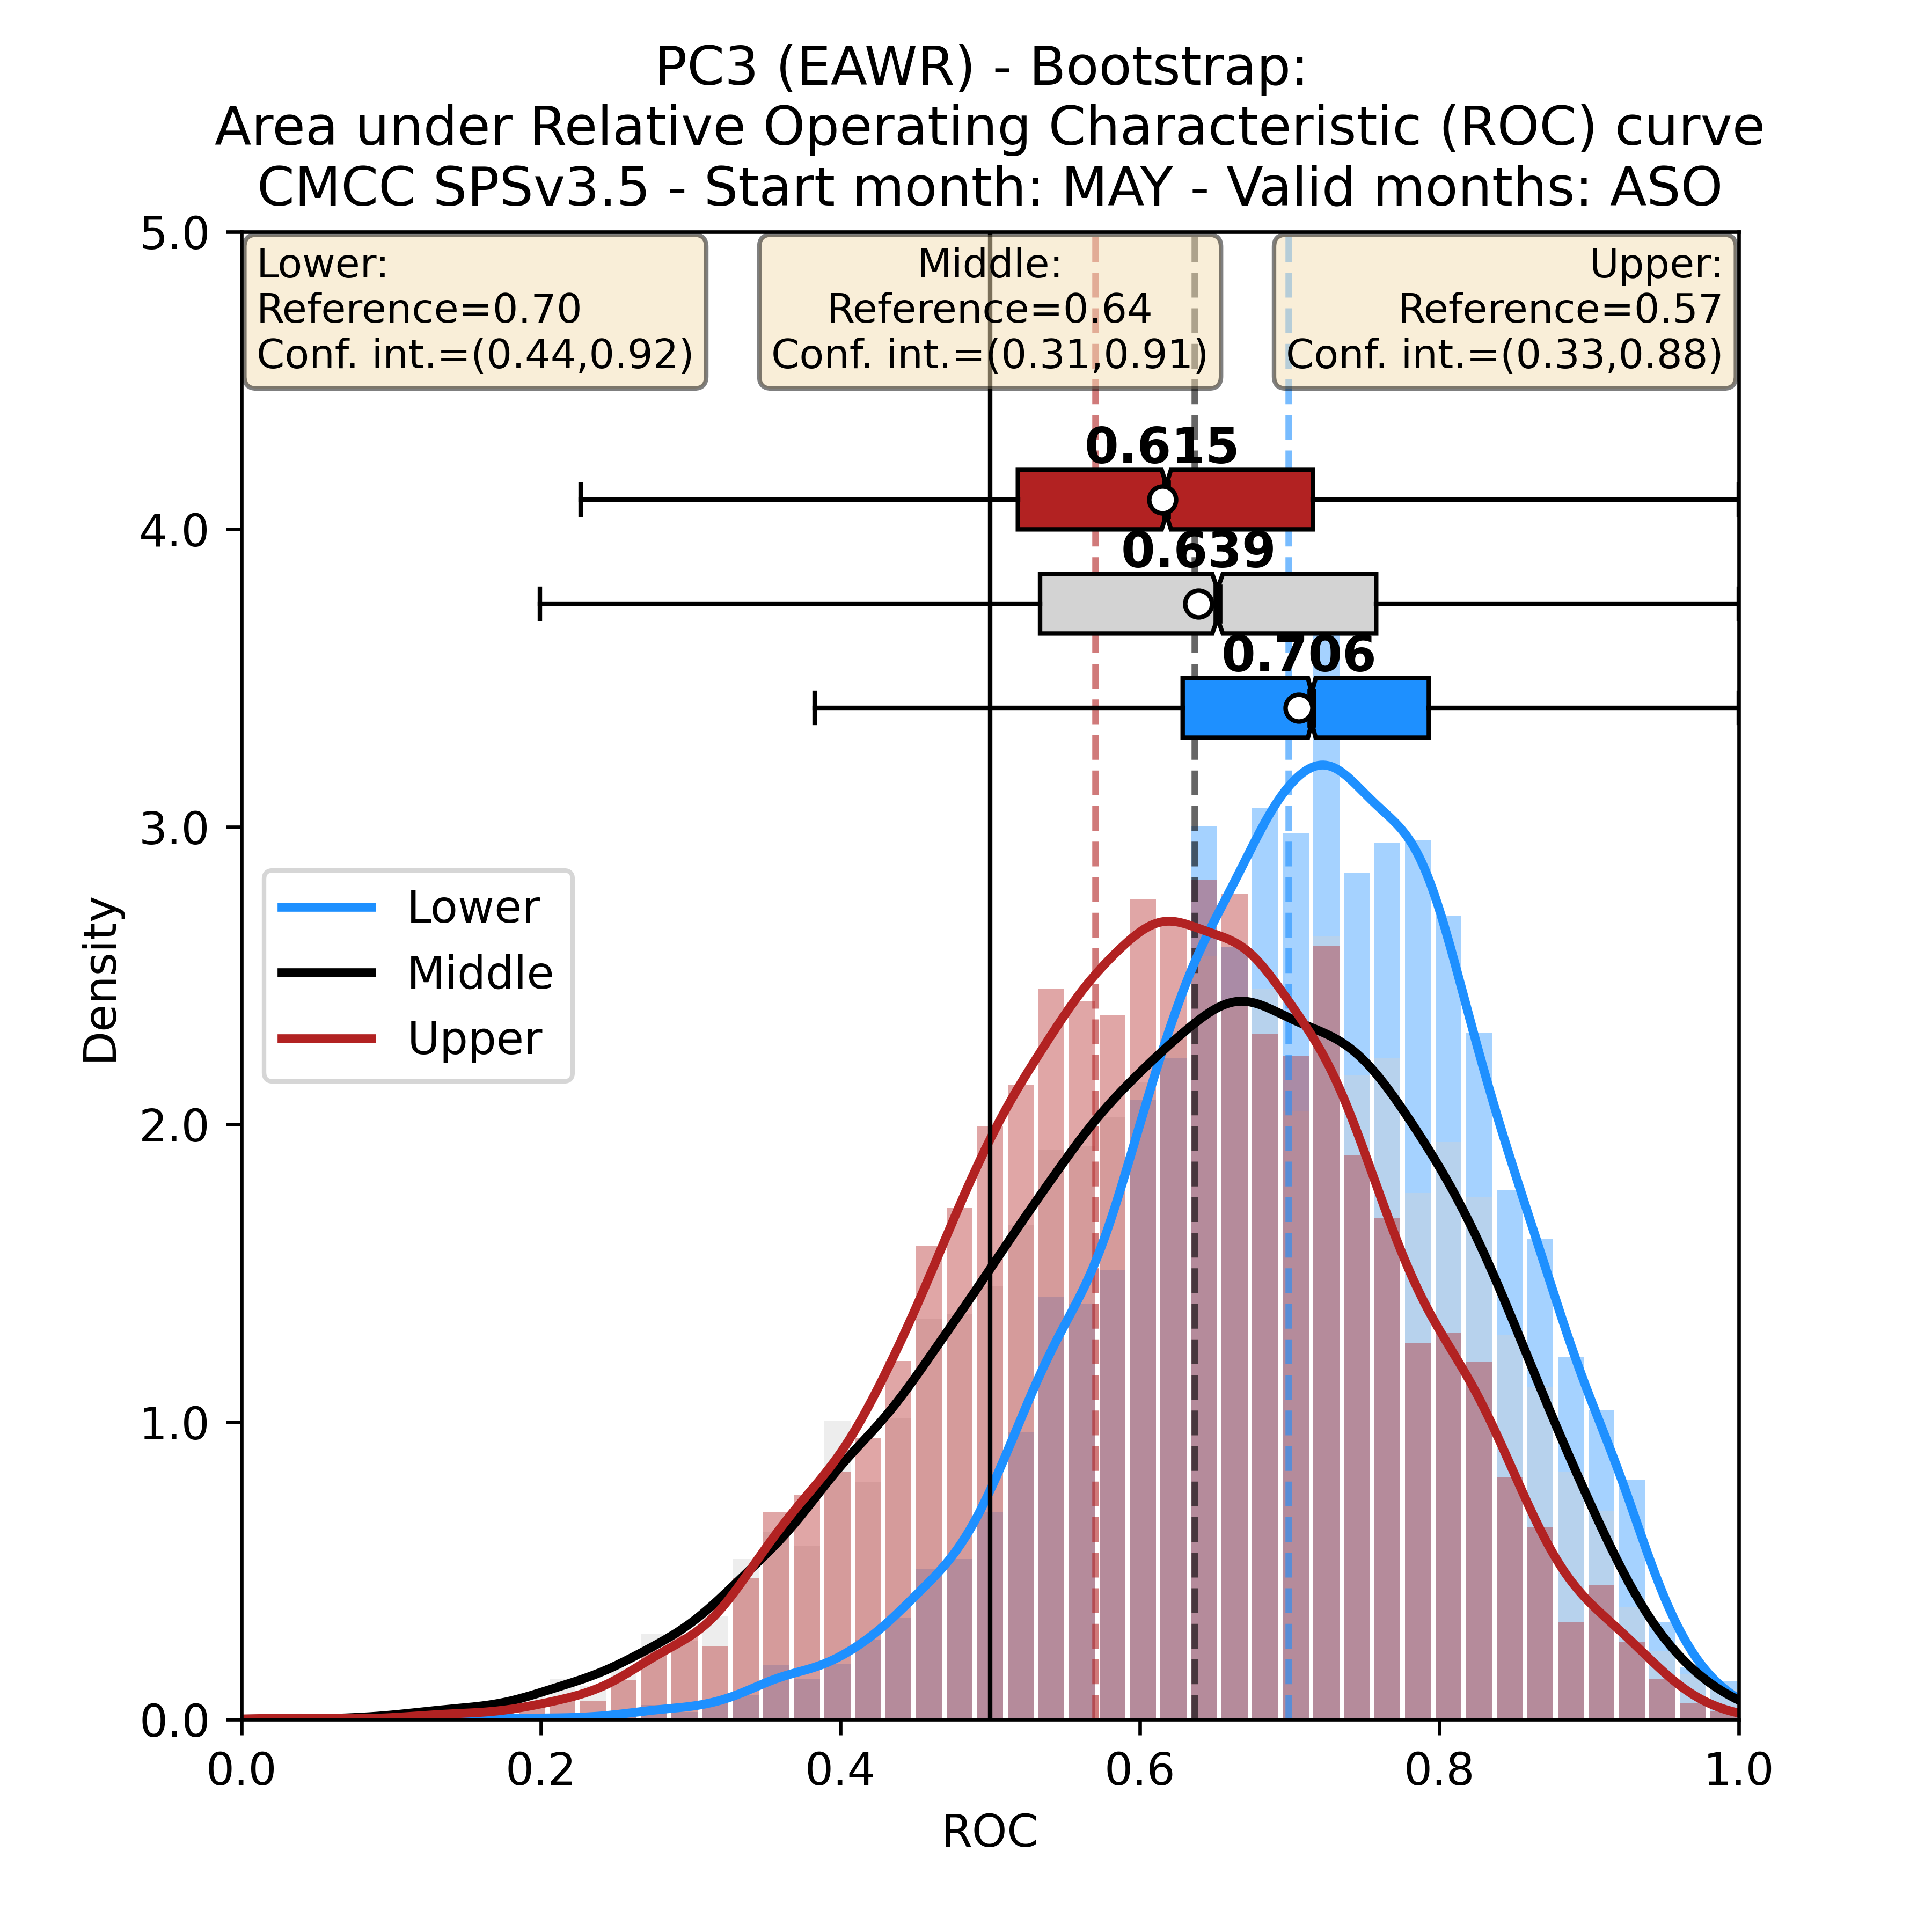 PC3 (EAWR) - Bootstrap:
Area under Relative Operating Characteristic (ROC) curve
CMCC SPSv3.5 - Start month: MAY - Valid months: ASO
Lower:
Reference=0.70
Conf. int.=(0.44,0.92)
Middle:
Reference=0.64
Conf. int.=(0.31,0.91)
Upper:
Reference=0.57
Conf. int.=(0.33,0.88)
0.615
0.639
0.706
5.0
4.0
3.0
2.0
1.0
0.0
Density
Lower
Middle
Upper
0.0 0.2 0.4 0.6 0.8 1.0
ROC